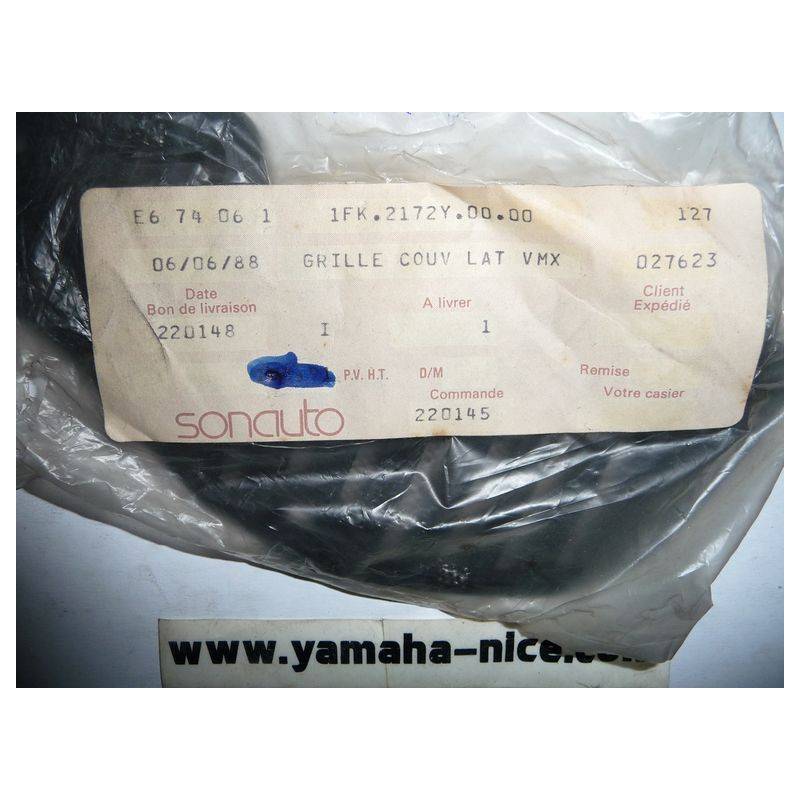 E6 74 06 1 1FK.2172Y.00.00 127
06/06/88 GRILLE COUV LAT VMX 027623
Date A livrer Client
Bon de livraison Expédié
220148 I 1
P.V. H.T. D/M Remise
Commande Votre casier
sonauto 220145
www.yamaha-nice.com